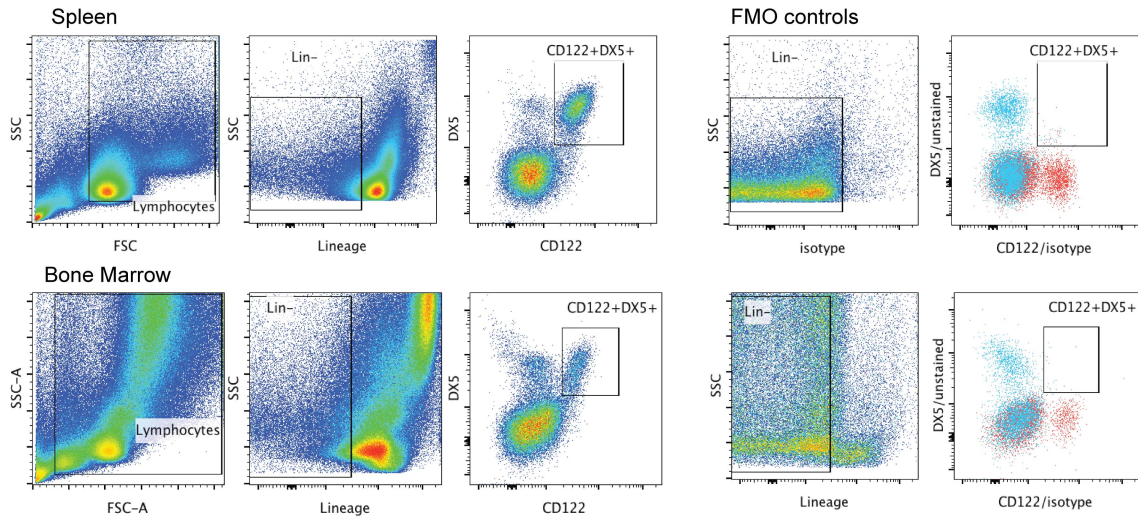 Spleen
FMO controls
SSC
Lymphocytes
FSC
Lin-
SSC
Lineage
CD122+DX5+
DX5
CD122
Lin-
SSC
isotype
CD122+DX5+
DX5/unstained
CD122/isotype
Bone Marrow
SSC-A
Lymphocytes
FSC-A
Lin-
SSC
Lineage
CD122+DX5+
DX5
CD122
Lin-
SSC
Lineage
CD122+DX5+
DX5/unstained
CD122/isotype